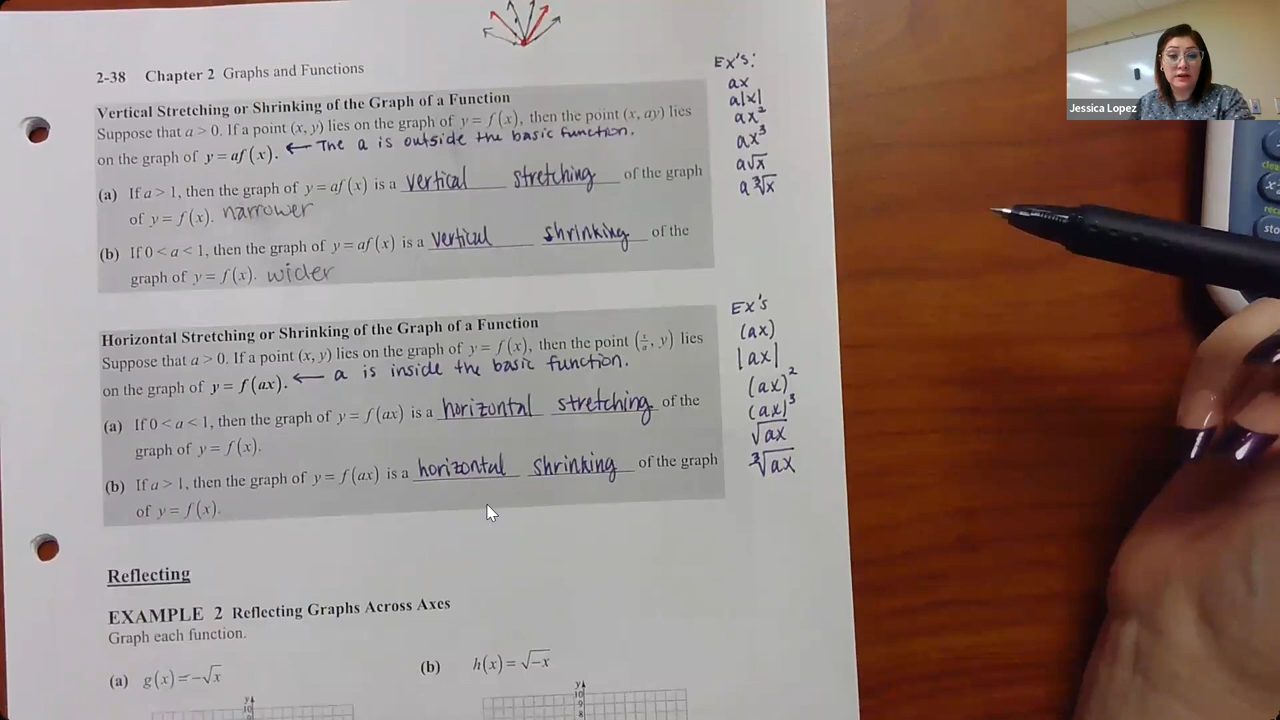 2-38 Chapter 2 Graphs and Functions
Vertical Stretching or Shrinking of the Graph of a Function
Suppose that a > 0. If a point (x, y) lies on the graph of y = f(x), then the point (x, ay) lies
on the graph of y = af(x). ← The a is outside the basic function.
(a) If a > 1, then the graph of y = af(x) is a vertical stretching of the graph
of y = f(x). narrower
(b) If 0 < a < 1, then the graph of y = af(x) is a vertical shrinking of the
graph of y = f(x). wider
Ex's:
ax
a|x|
ax²
ax³
a√x
a∛x
Horizontal Stretching or Shrinking of the Graph of a Function
Suppose that a > 0. If a point (x, y) lies on the graph of y = f(x), then the point (x/a, y) lies
on the graph of y = f(ax). ← a is inside the basic function.
(a) If 0 < a < 1, then the graph of y = f(ax) is a horizontal stretching of the
graph of y = f(x).
(b) If a > 1, then the graph of y = f(ax) is a horizontal shrinking of the graph
of y = f(x).
Ex's
(ax)
|ax|
(ax)²
(ax)³
√ax
∛ax
Reflecting
EXAMPLE 2 Reflecting Graphs Across Axes
Graph each function.
(a) g(x) = -√x
(b) h(x) = √-x
y
10
y
10
9
8
Jessica Lopez